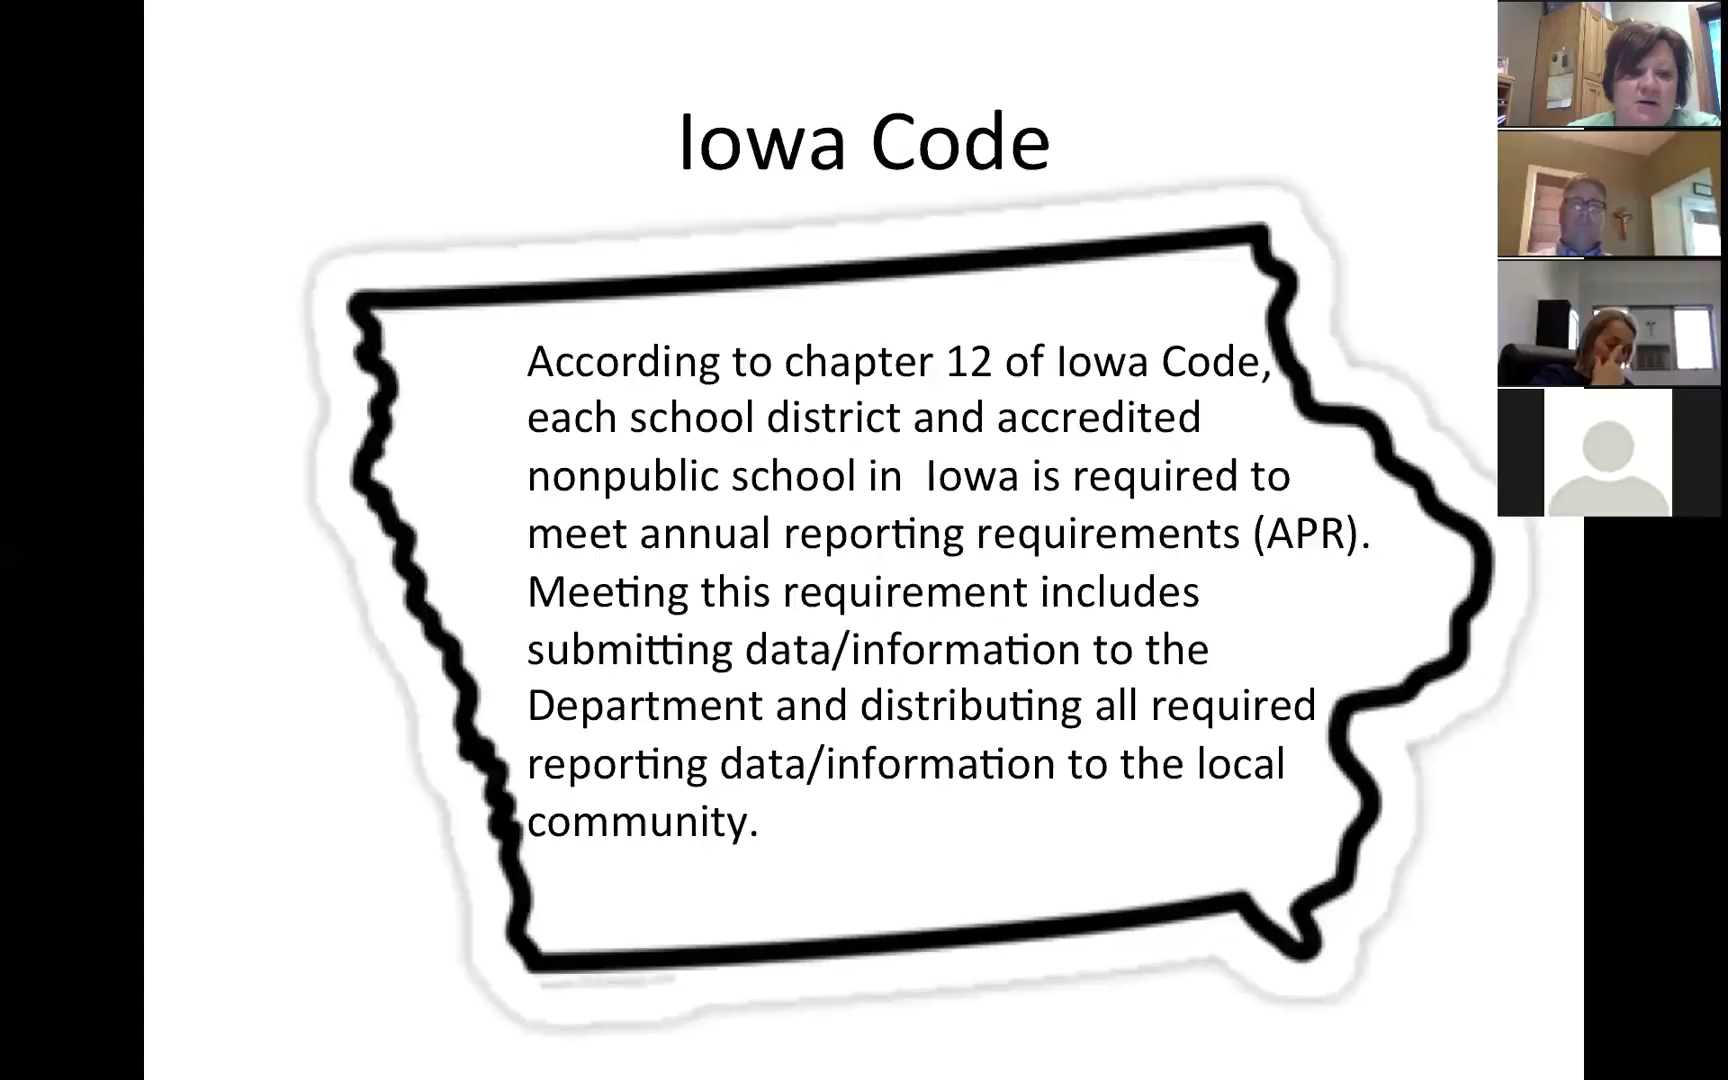 Iowa Code
According to chapter 12 of Iowa Code,
each school district and accredited
nonpublic school in  Iowa is required to
meet annual reporting requirements (APR).
Meeting this requirement includes
submitting data/information to the
Department and distributing all required
reporting data/information to the local
community.